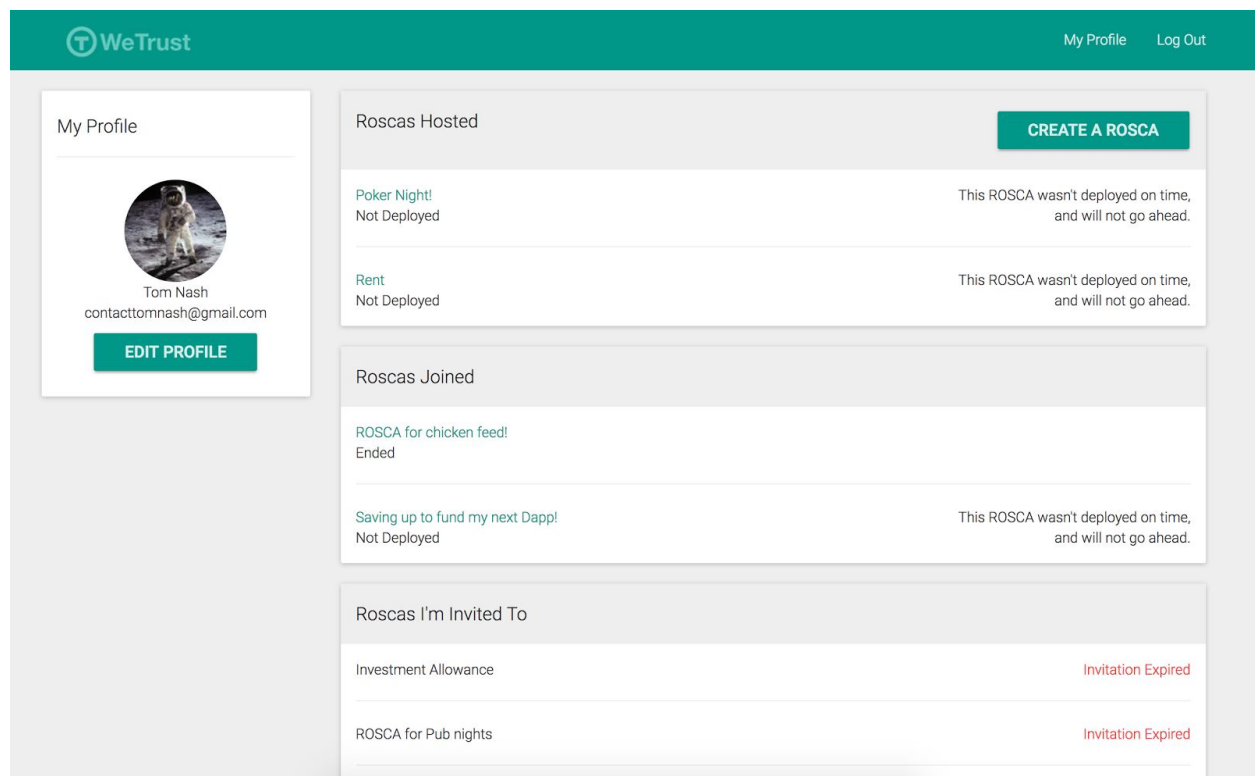 WeTrust
My Profile
Log Out
My Profile
Tom Nash
contacttomnash@gmail.com
EDIT PROFILE
Roscas Hosted
CREATE A ROSCA
Poker Night!
Not Deployed
This ROSCA wasn't deployed on time,
and will not go ahead.
Rent
Not Deployed
This ROSCA wasn't deployed on time,
and will not go ahead.
Roscas Joined
ROSCA for chicken feed!
Ended
Saving up to fund my next Dapp!
Not Deployed
This ROSCA wasn't deployed on time,
and will not go ahead.
Roscas I'm Invited To
Investment Allowance
Invitation Expired
ROSCA for Pub nights
Invitation Expired